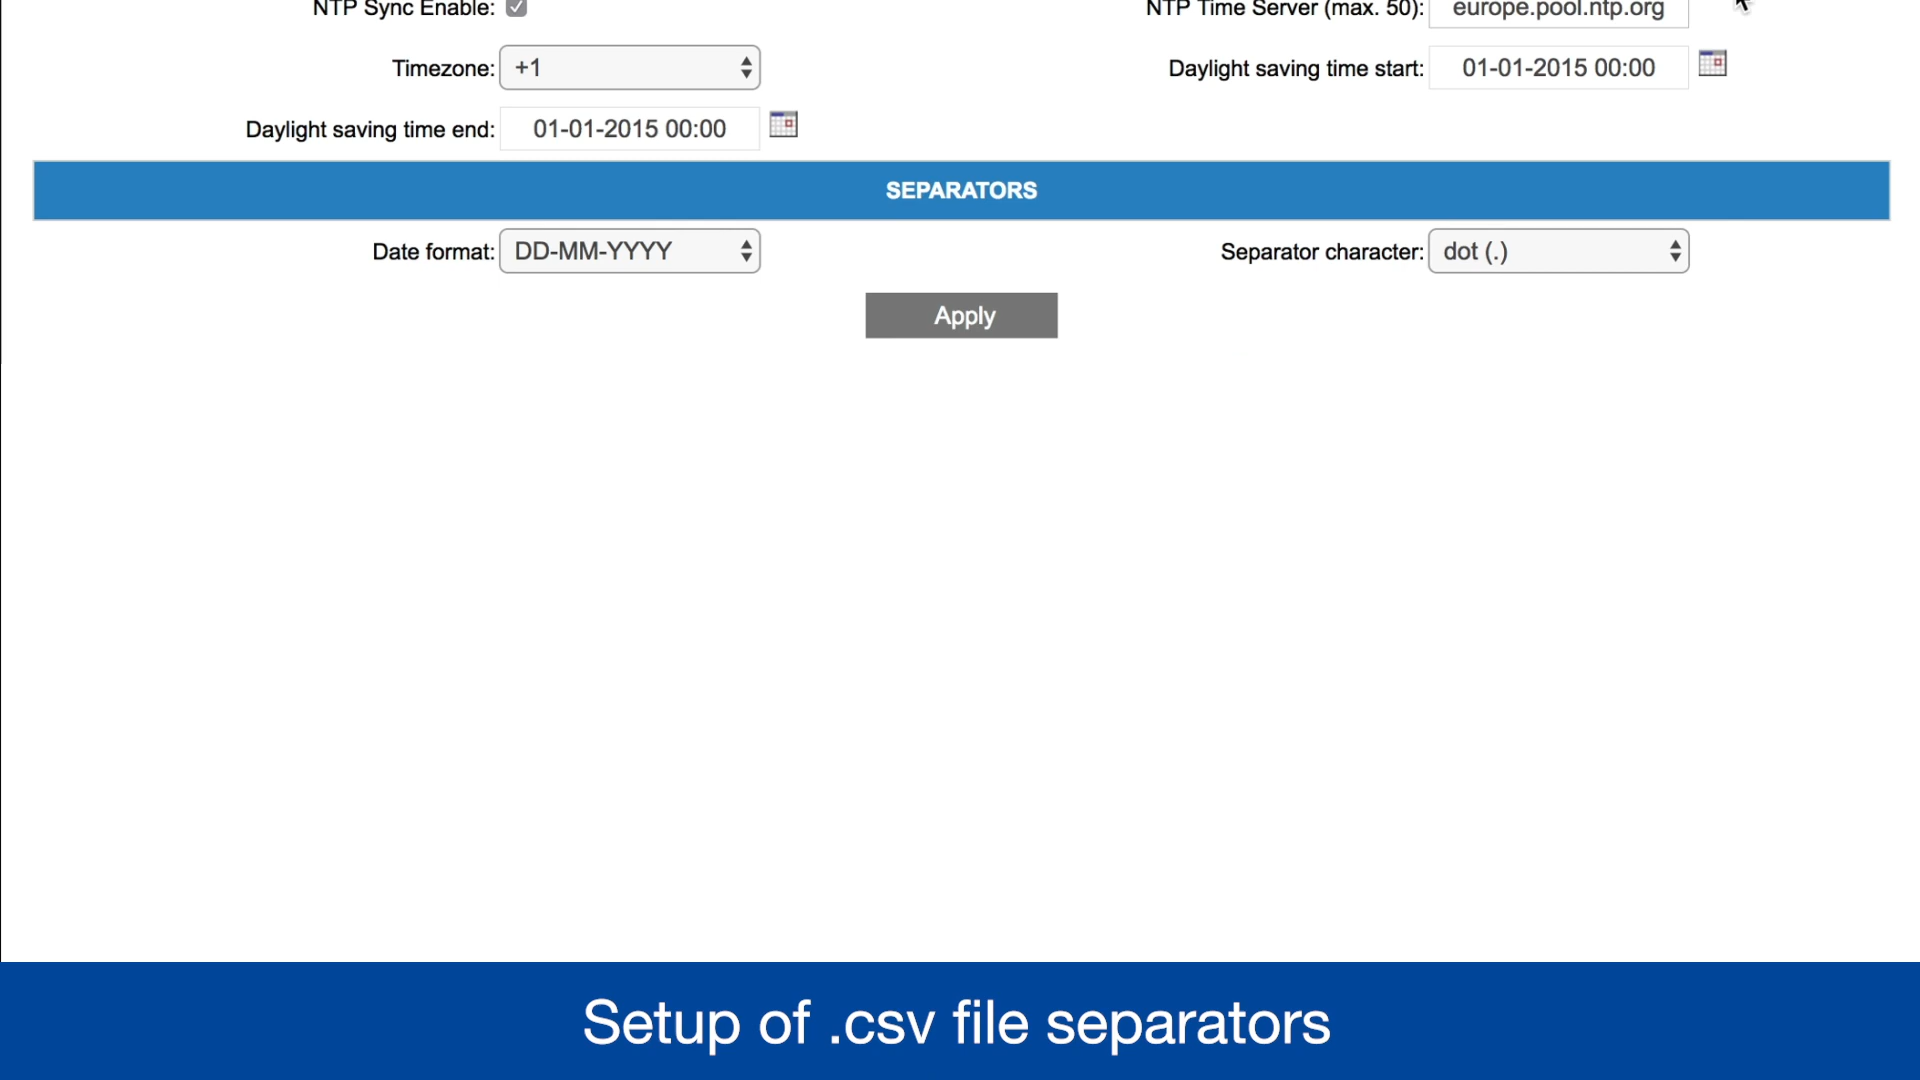 NTP Sync Enable: NTP Time Server (max. 50): europe.pool.ntp.org
Timezone: +1 Daylight saving time start: 01-01-2015 00:00
Daylight saving time end: 01-01-2015 00:00
SEPARATORS
Date format: DD-MM-YYYY Separator character: dot (.)
Apply
Setup of .csv file separators